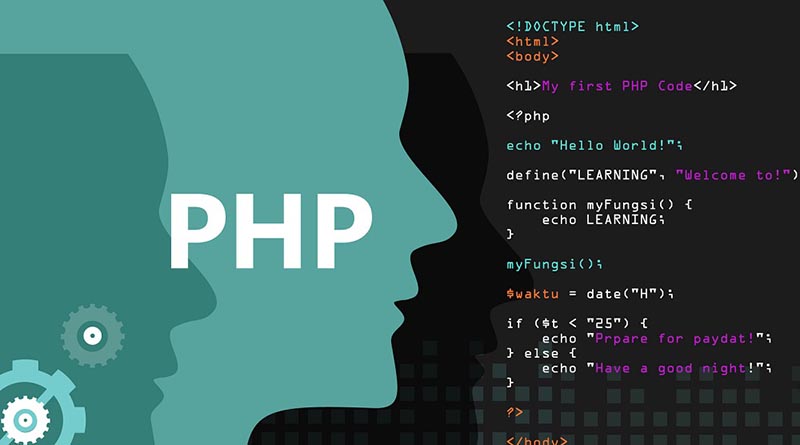 PHP
<!DOCTYPE html>
<html>
<body>
<h1>My first PHP Code</h1>
<?php
echo "Hello World!";
define("LEARNING", "Welcome to!")
function myFungsi() {
echo LEARNING;
}
myFungsi();
$waktu = date("H");
if ($t < "25") {
echo "Prpare for paydat!";
} else {
echo "Have a good night!";
}
?>
</body>